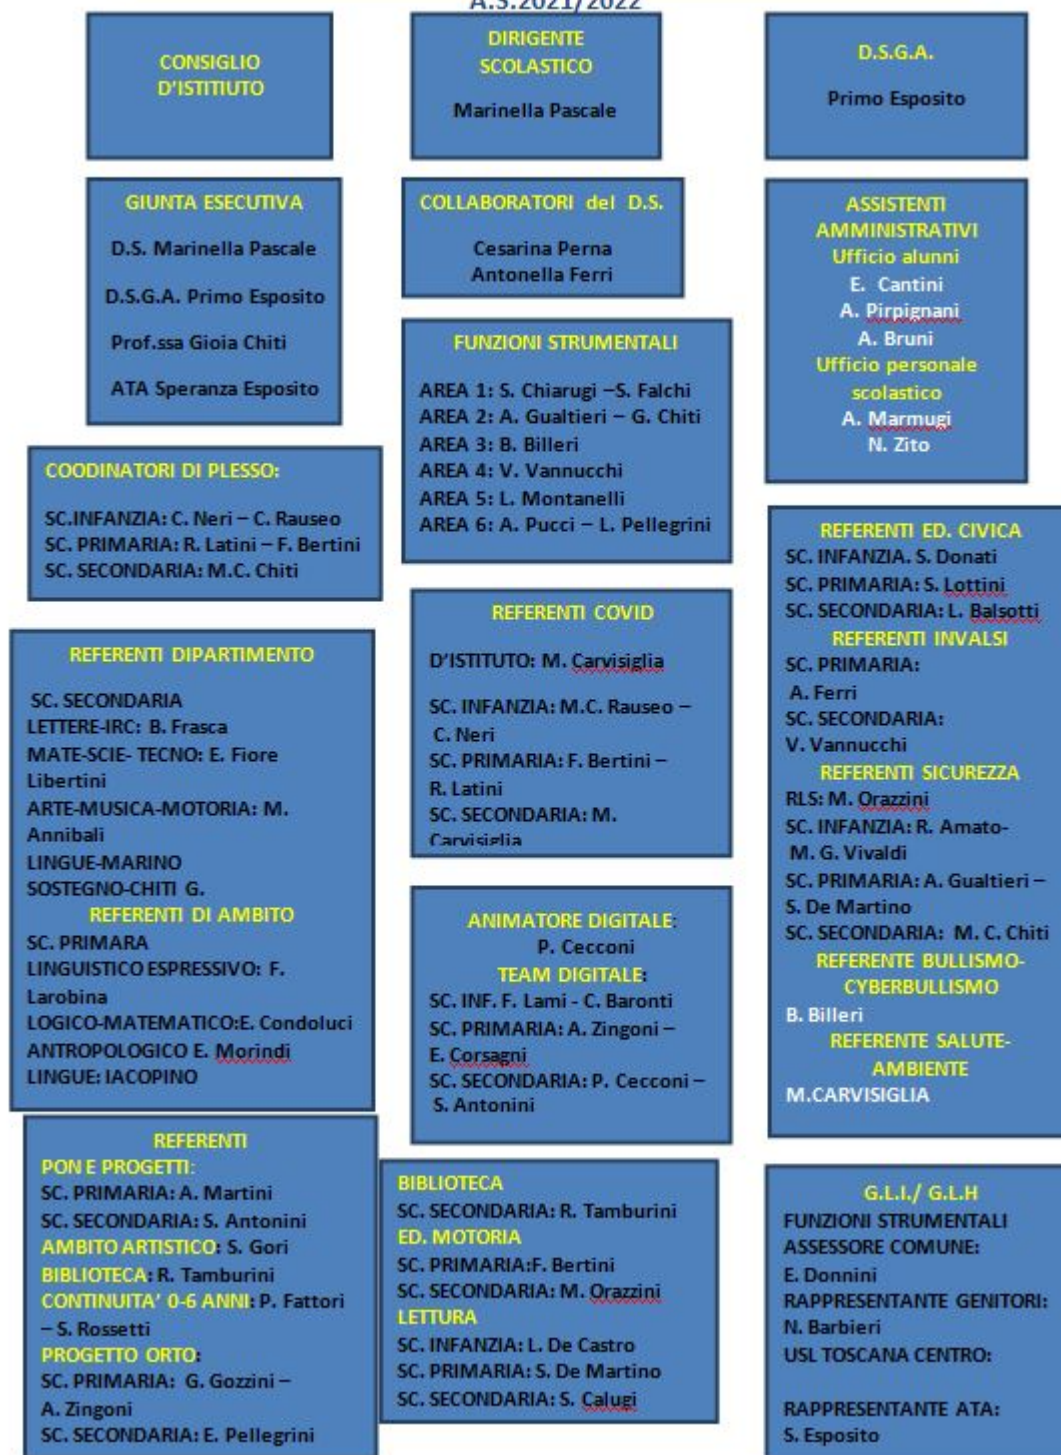 A.S.2021/2022
CONSIGLIO
D'ISTITIUTO
DIRIGENTE
SCOLASTICO
Marinella Pascale
D.S.G.A.
Primo Esposito
GIUNTA ESECUTIVA
D.S. Marinella Pascale
D.S.G.A. Primo Esposito
Prof.ssa Gioia Chiti
ATA Speranza Esposito
COLLABORATORI del D.S.
Cesarina Perna
Antonella Ferri
ASSISTENTI
AMMINISTRATIVI
Ufficio alunni
E. Cantini
A. Pirpignani
A. Bruni
Ufficio personale
scolastico
A. Marmugi
N. Zito
FUNZIONI STRUMENTALI
AREA 1: S. Chiarugi –S. Falchi
AREA 2: A. Gualtieri – G. Chiti
AREA 3: B. Billeri
AREA 4: V. Vannucchi
AREA 5: L. Montanelli
AREA 6: A. Pucci – L. Pellegrini
COODINATORI DI PLESSO:
SC.INFANZIA: C. Neri – C. Rauseo
SC. PRIMARIA: R. Latini – F. Bertini
SC. SECONDARIA: M.C. Chiti
REFERENTI COVID
D'ISTITUTO: M. Carvisiglia
SC. INFANZIA: M.C. Rauseo –
C. Neri
SC. PRIMARIA: F. Bertini –
R. Latini
SC. SECONDARIA: M.
Carvisiglia
REFERENTI ED. CIVICA
SC. INFANZIA. S. Donati
SC. PRIMARIA: S. Lottini
SC. SECONDARIA: L. Balsotti
REFERENTI INVALSI
SC. PRIMARIA:
A. Ferri
SC. SECONDARIA:
V. Vannucchi
REFERENTI SICUREZZA
RLS: M. Orazzini
SC. INFANZIA: R. Amato-
M. G. Vivaldi
SC. PRIMARIA: A. Gualtieri –
S. De Martino
SC. SECONDARIA: M. C. Chiti
REFERENTE BULLISMO-
CYBERBULLISMO
B. Billeri
REFERENTE SALUTE-
AMBIENTE
M.CARVISIGLIA
REFERENTI DIPARTIMENTO
SC. SECONDARIA
LETTERE-IRC: B. Frasca
MATE-SCIE- TECNO: E. Fiore
Libertini
ARTE-MUSICA-MOTORIA: M.
Annibali
LINGUE-MARINO
SOSTEGNO-CHITI G.
REFERENTI DI AMBITO
SC. PRIMARA
LINGUISTICO ESPRESSIVO: F.
Larobina
LOGICO-MATEMATICO:E. Condoluci
ANTROPOLOGICO E. Morindi
LINGUE: IACOPINO
ANIMATORE DIGITALE:
P. Cecconi
TEAM DIGITALE:
SC. INF. F. Lami - C. Baronti
SC. PRIMARIA: A. Zingoni –
E. Corsagni
SC. SECONDARIA: P. Cecconi –
S. Antonini
REFERENTI
PON E PROGETTI:
SC. PRIMARIA: A. Martini
SC. SECONDARIA: S. Antonini
AMBITO ARTISTICO: S. Gori
BIBLIOTECA: R. Tamburini
CONTINUITA' 0-6 ANNI: P. Fattori
– S. Rossetti
PROGETTO ORTO:
SC. PRIMARIA: G. Gozzini –
A. Zingoni
SC. SECONDARIA: E. Pellegrini
BIBLIOTECA
SC. SECONDARIA: R. Tamburini
ED. MOTORIA
SC. PRIMARIA:F. Bertini
SC. SECONDARIA: M. Orazzini
LETTURA
SC. INFANZIA: L. De Castro
SC. PRIMARIA: S. De Martino
SC. SECONDARIA: S. Calugi
G.L.I./ G.L.H
FUNZIONI STRUMENTALI
ASSESSORE COMUNE:
E. Donnini
RAPPRESENTANTE GENITORI:
N. Barbieri
USL TOSCANA CENTRO:
RAPPRESENTANTE ATA:
S. Esposito